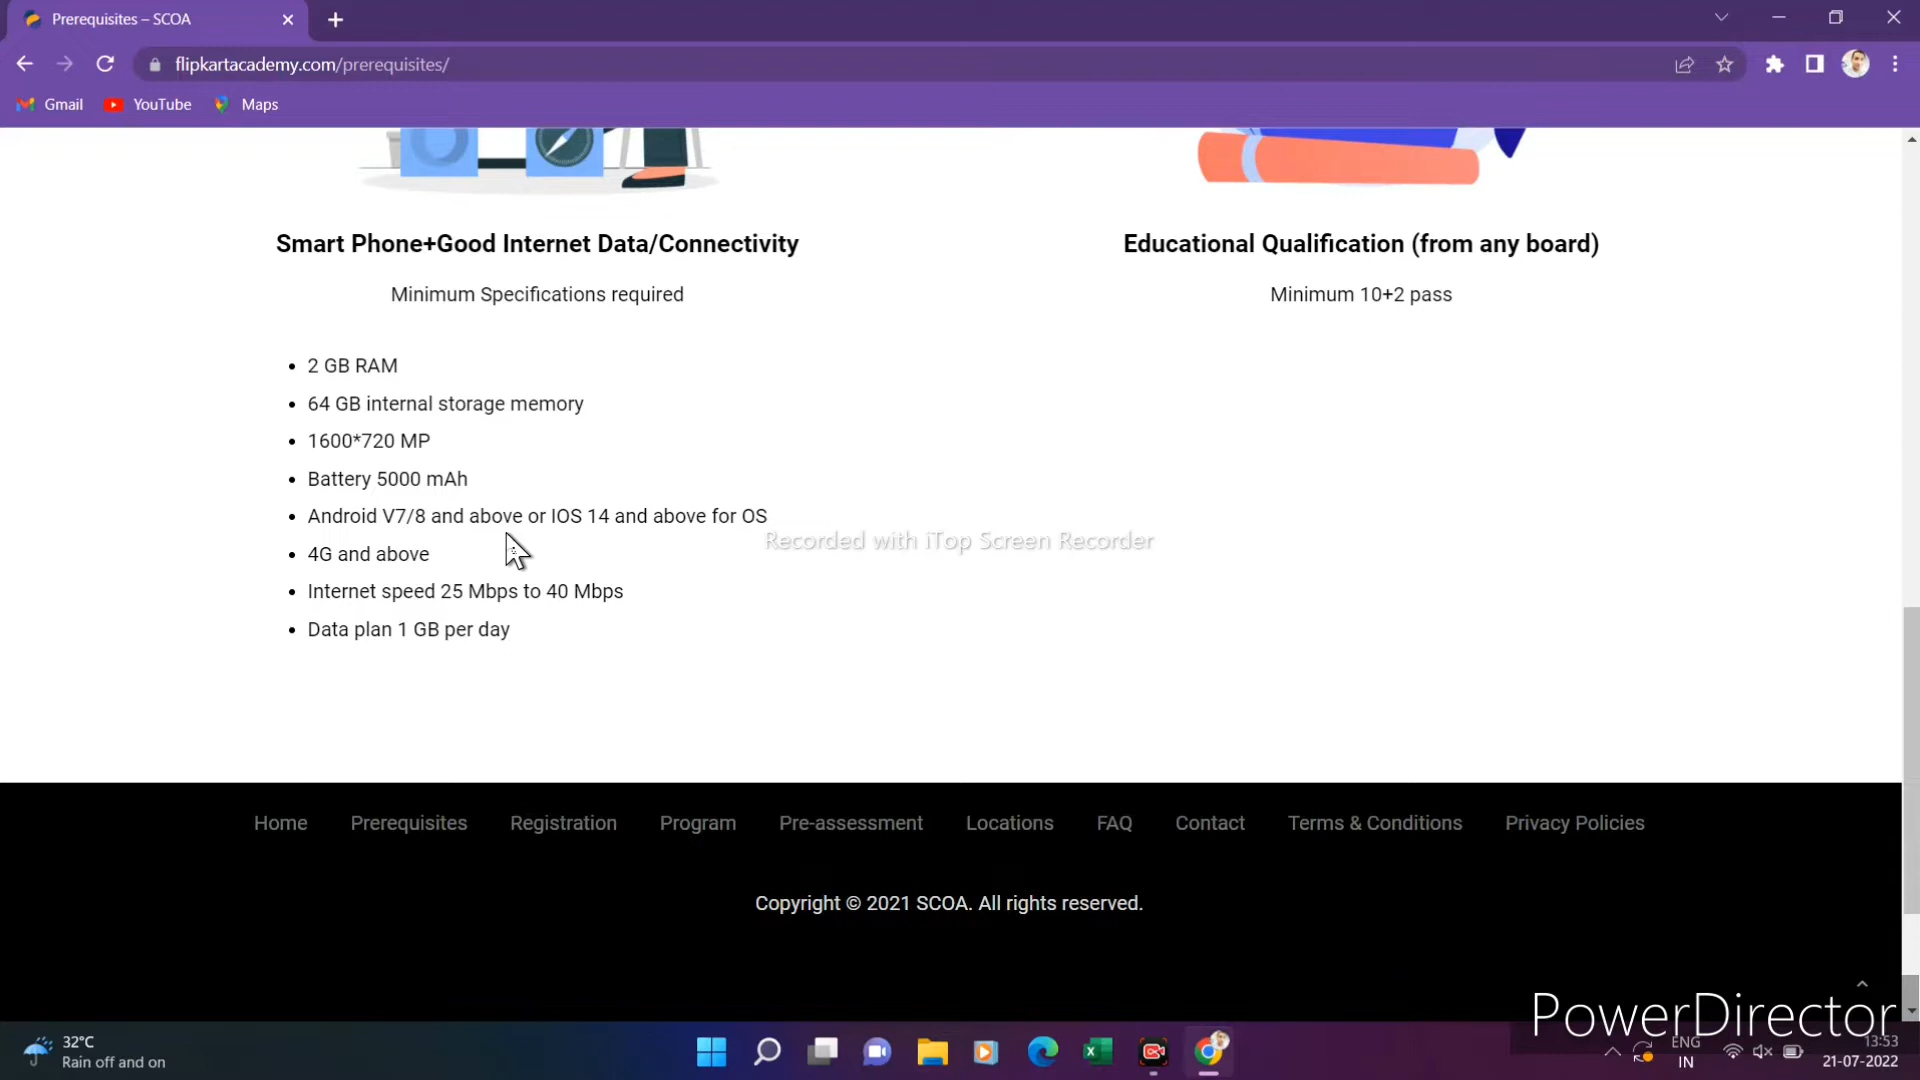 Prerequisites – SCOA
flipkartacademy.com/prerequisites/
Gmail YouTube Maps
Smart Phone+Good Internet Data/Connectivity
Minimum Specifications required
• 2 GB RAM
• 64 GB internal storage memory
• 1600*720 MP
• Battery 5000 mAh
• Android V7/8 and above or IOS 14 and above for OS
• 4G and above
• Internet speed 25 Mbps to 40 Mbps
• Data plan 1 GB per day
Educational Qualification (from any board)
Minimum 10+2 pass
Recorded with iTop Screen Recorder
Home Prerequisites Registration Program Pre-assessment Locations FAQ Contact Terms & Conditions Privacy Policies
Copyright © 2021 SCOA. All rights reserved.
PowerDirector
32°C
Rain off and on
ENG
IN
13:53
21-07-2022